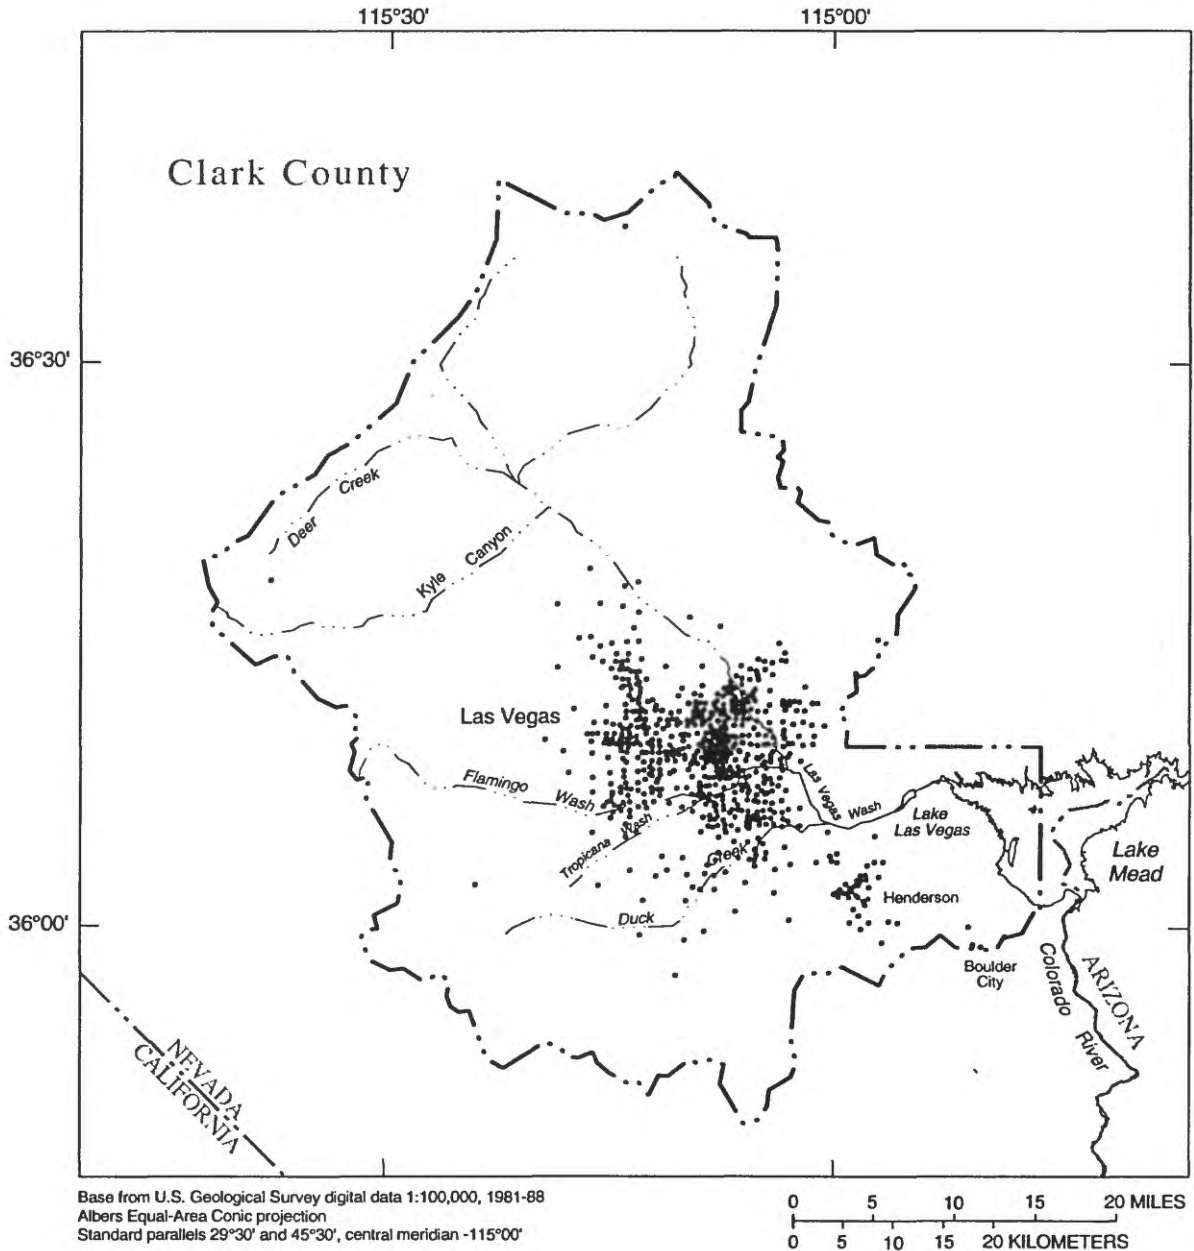 115°30'
115°00'
Clark County
36°30'
Deer
Creek
Kyle
Canyon
Las Vegas
Flamingo
Wash
Las Vegas
Wash
Lake
Las Vegas
Tropicana
Wash
Creek
Duck
Lake
Mead
Henderson
36°00'
Boulder
City
Colorado
River
ARIZONA
NEVADA
CALIFORNIA
Base from U.S. Geological Survey digital data 1:100,000, 1981-88
Albers Equal-Area Conic projection
Standard parallels 29°30' and 45°30', central meridian -115°00'
0 5 10 15 20 MILES
0 5 10 15 20 KILOMETERS